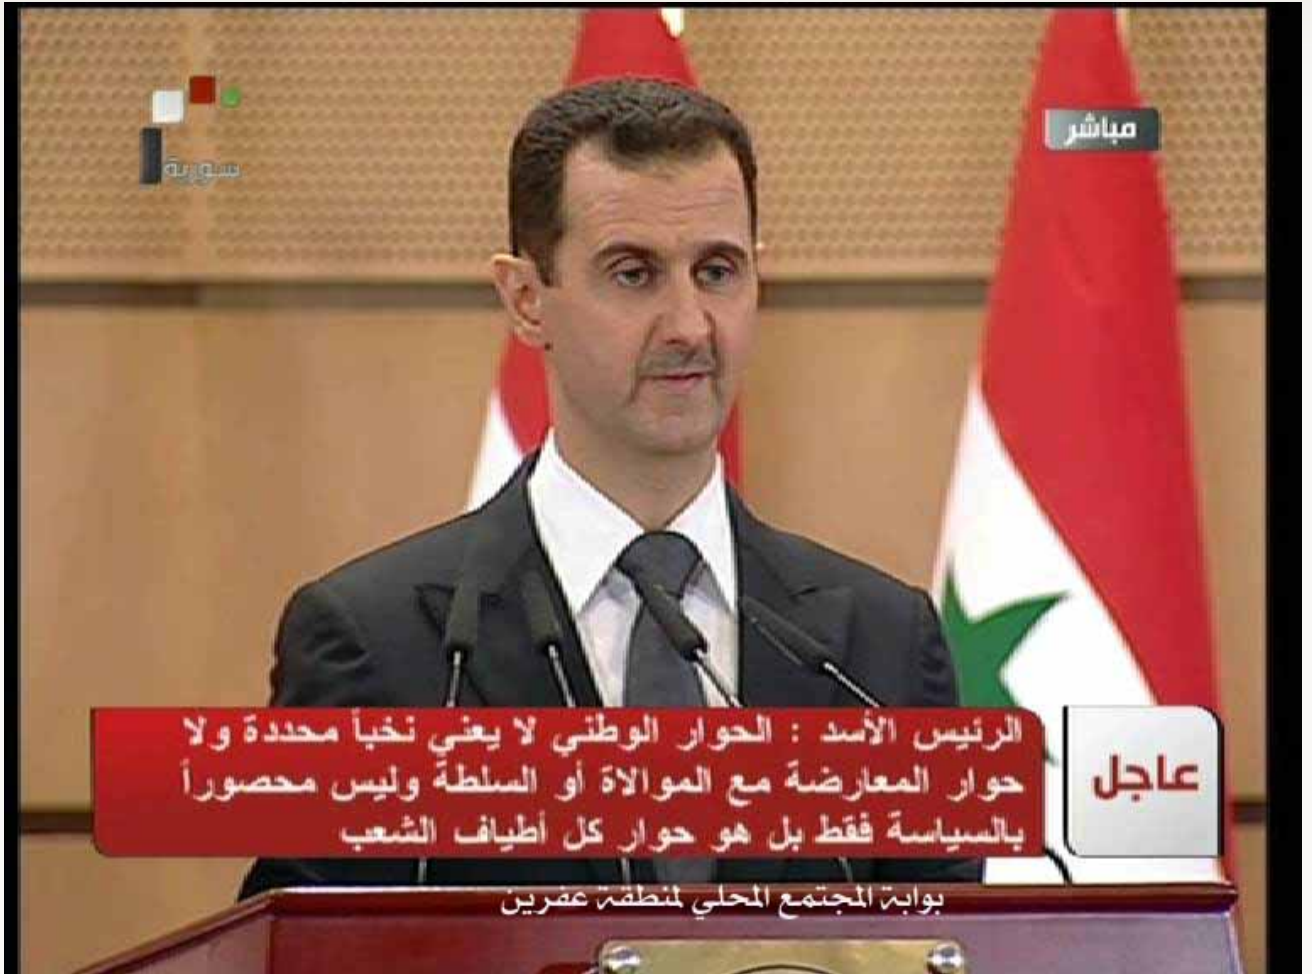 سورية
مباشر
الرئيس الأسد : الحوار الوطني لا يعني نخباً محددة ولا
حوار المعارضة مع الموالاة أو السلطة وليس محصوراً
بالسياسة فقط بل هو حوار كل أطياف الشعب
عاجل
بوابة المجتمع المحلي لمنطقة عفرين